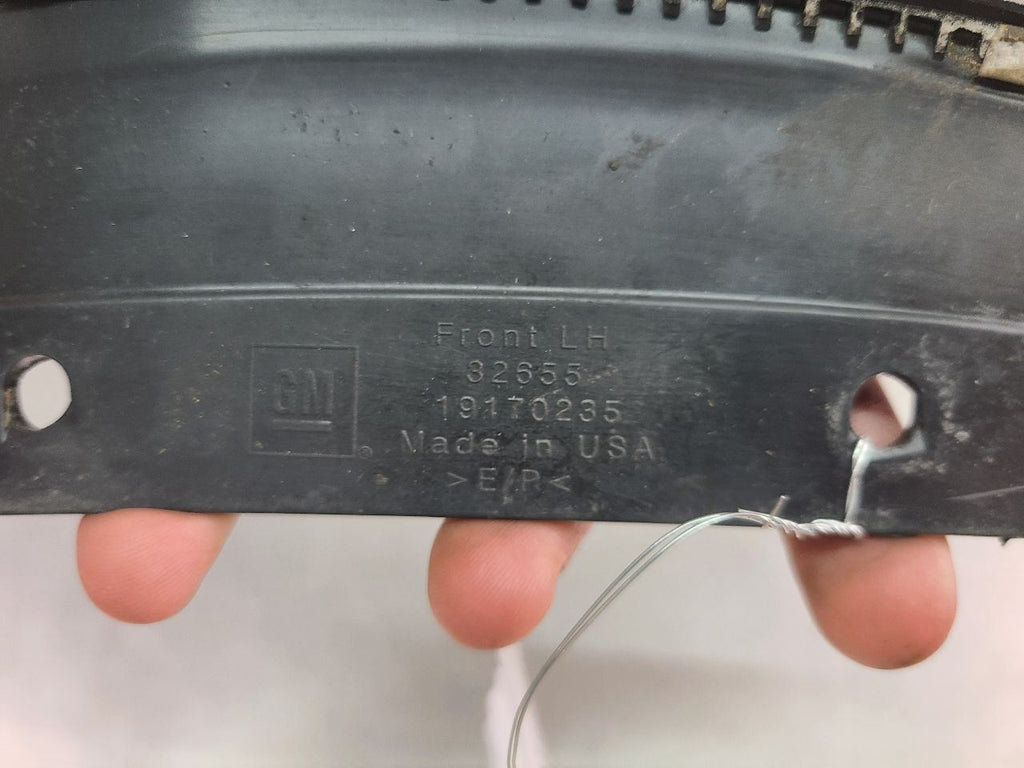 GM
®
Front LH
32655
19170235
Made in USA
>E/P<